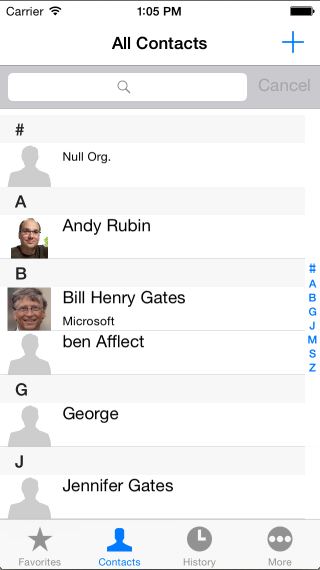 Carrier 1:05 PM
All Contacts
Cancel
#
Null Org.
A
Andy Rubin
B
Bill Henry Gates
Microsoft
ben Afflect
G
George
J
Jennifer Gates
#
A
B
G
J
M
S
Z
Favorites Contacts History More